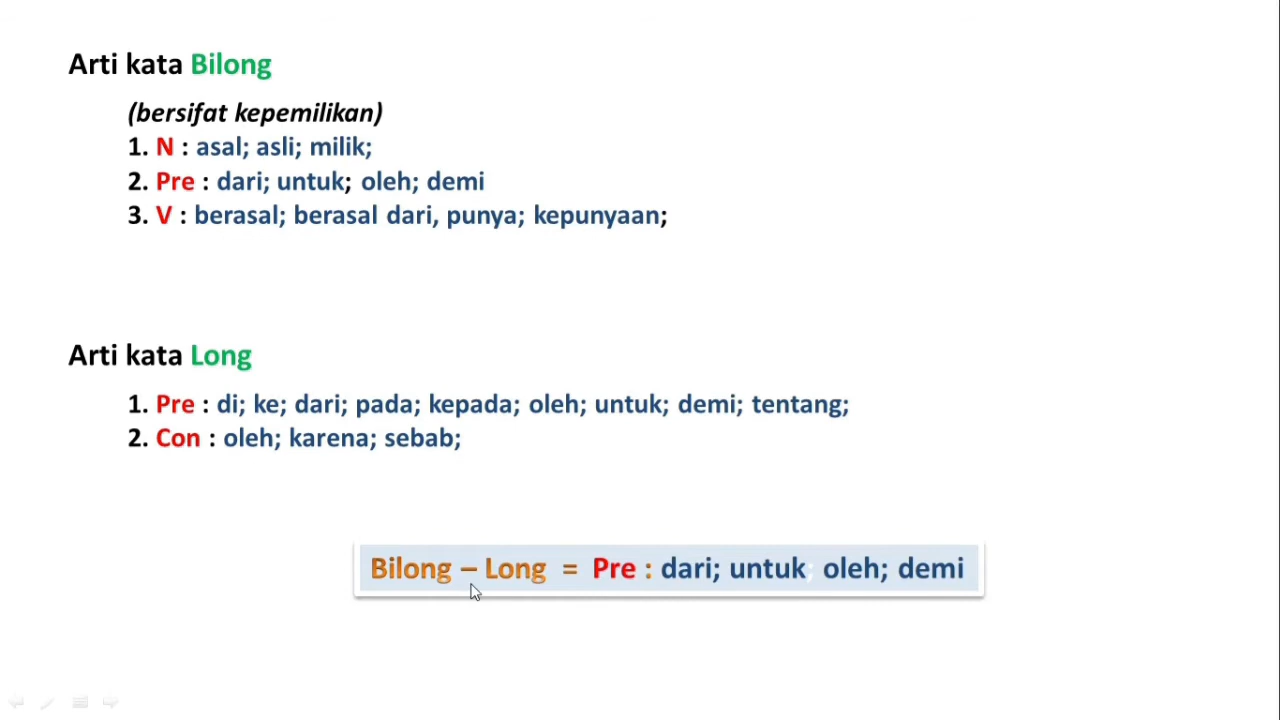 Arti kata Bilong
(bersifat kepemilikan)
1. N : asal; asli; milik;
2. Pre : dari; untuk; oleh; demi
3. V : berasal; berasal dari, punya; kepunyaan;
Arti kata Long
1. Pre : di; ke; dari; pada; kepada; oleh; untuk; demi; tentang;
2. Con : oleh; karena; sebab;
Bilong – Long = Pre : dari; untuk; oleh; demi